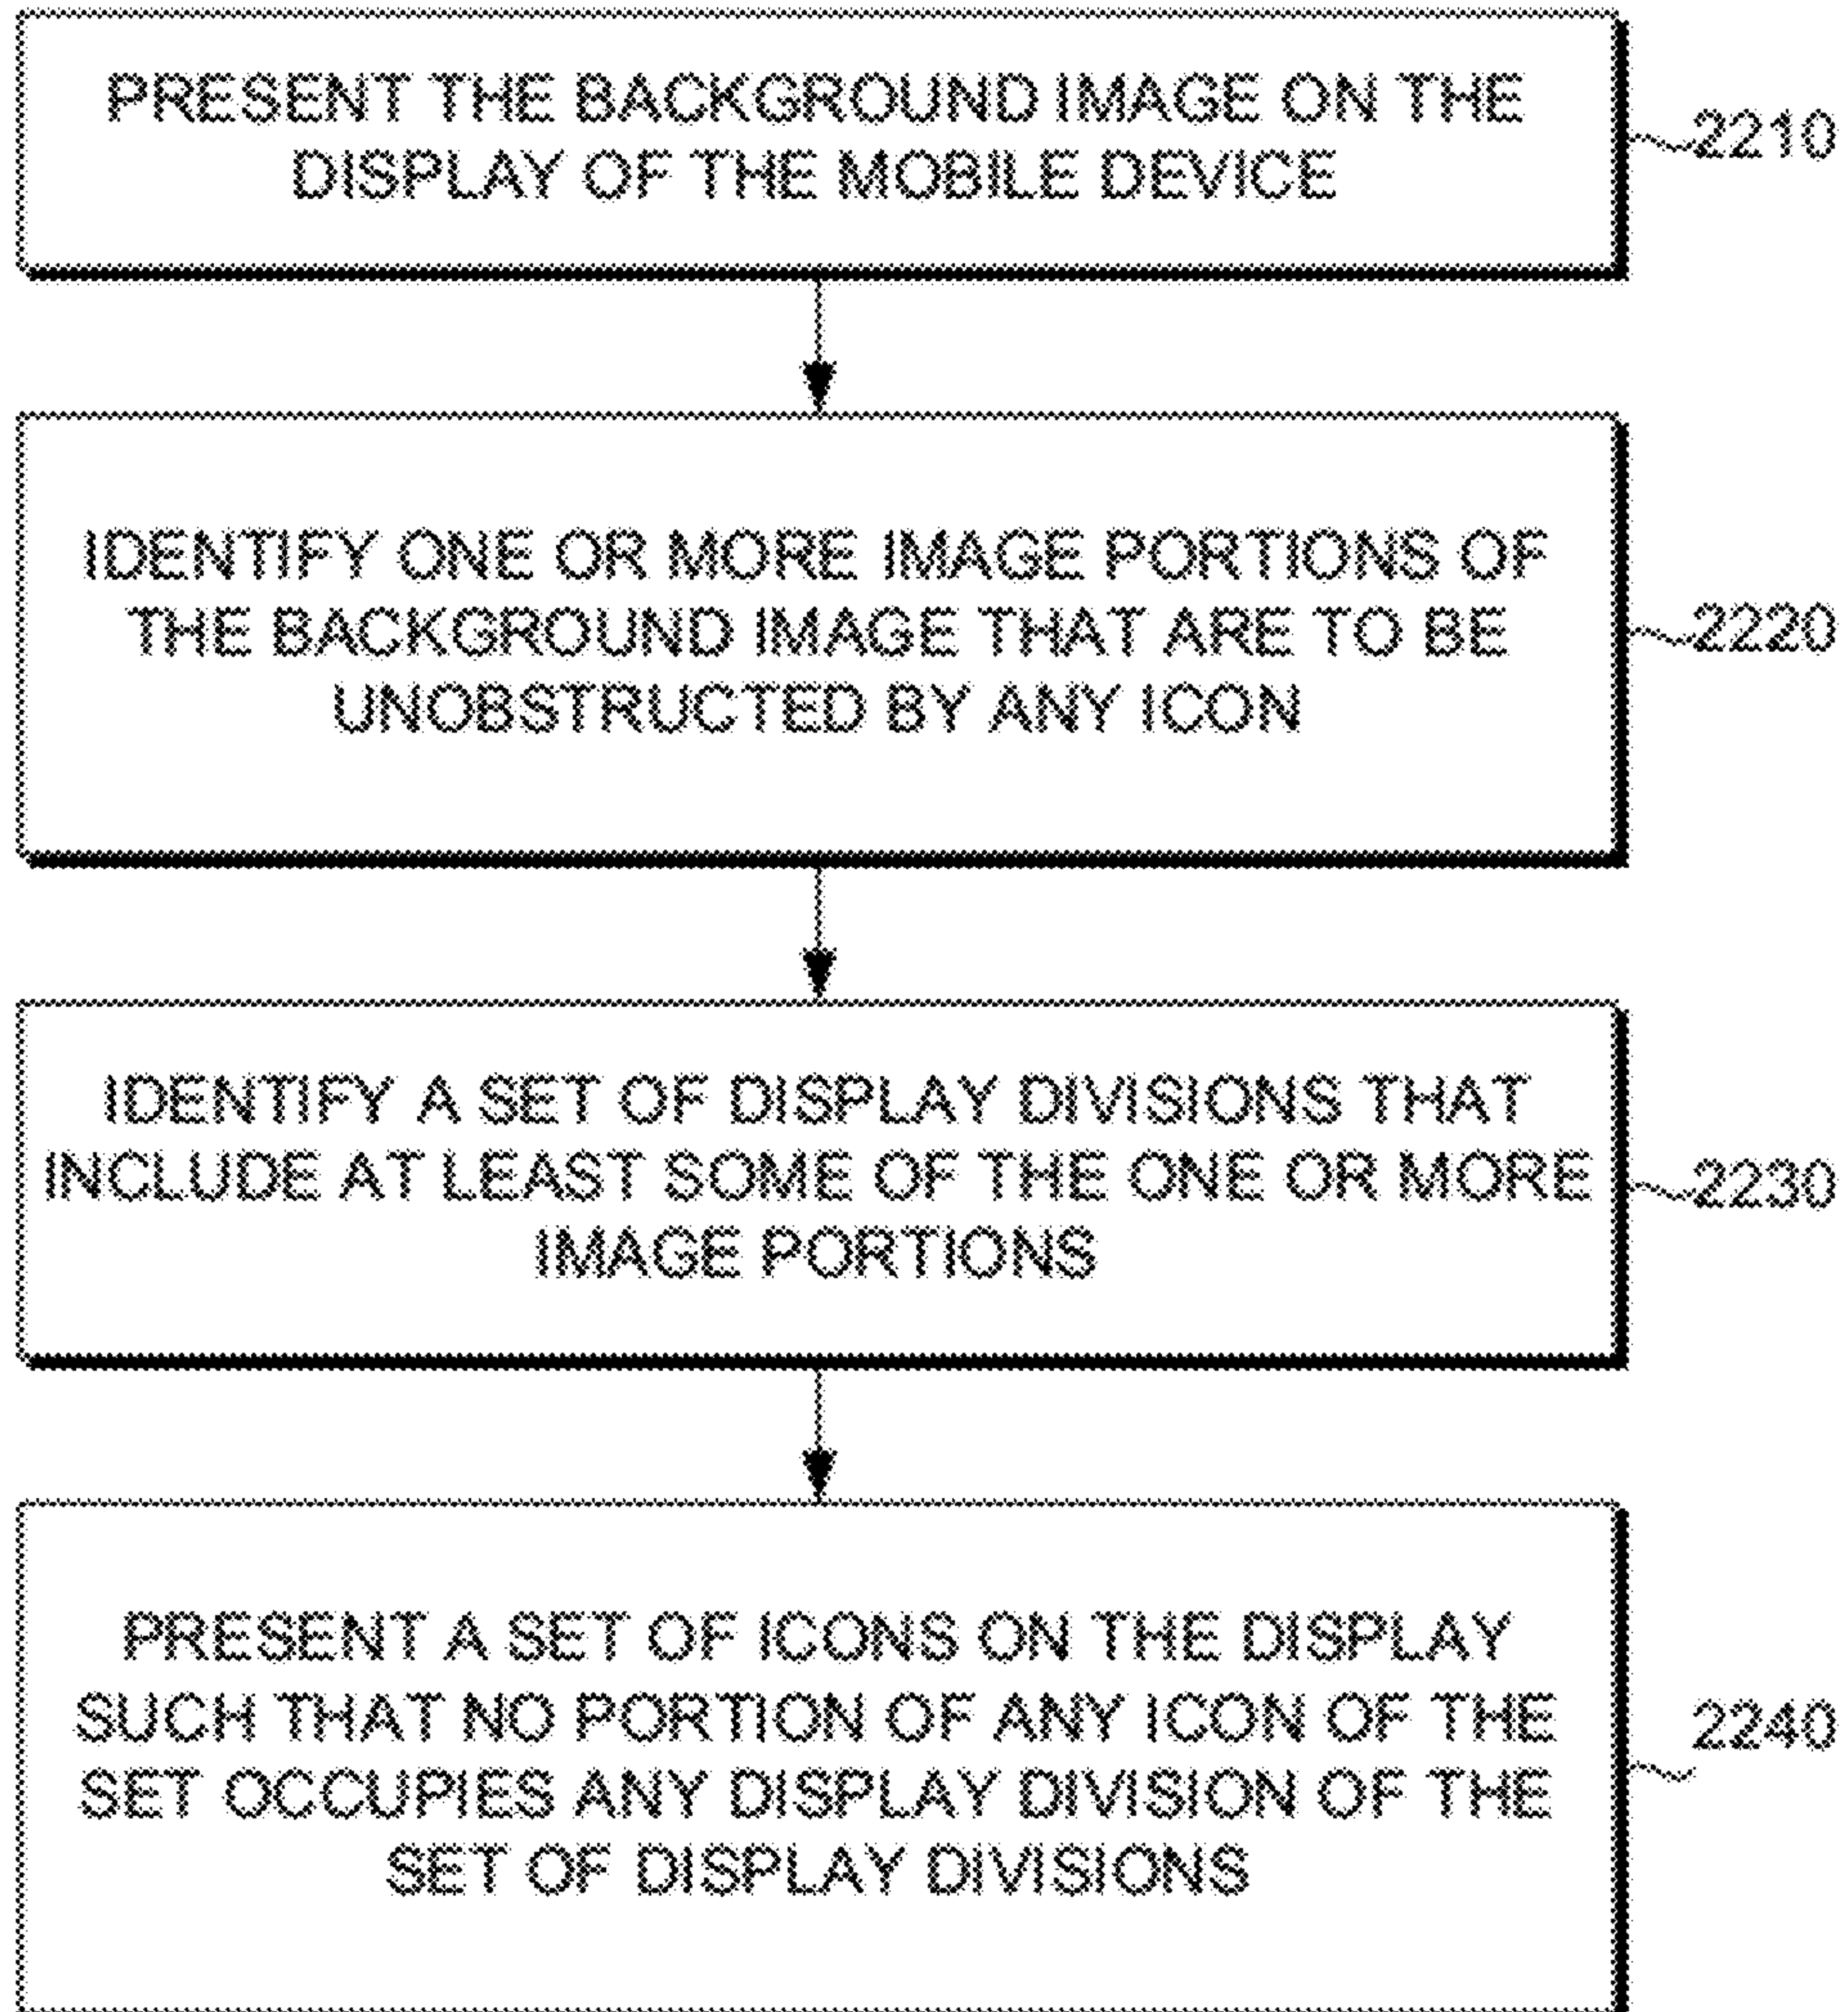 PRESENT THE BACKGROUND IMAGE ON THE
DISPLAY OF THE MOBILE DEVICE
2210
IDENTIFY ONE OR MORE IMAGE PORTIONS OF
THE BACKGROUND IMAGE THAT ARE TO BE
UNOBSTRUCTED BY ANY ICON
2220
IDENTIFY A SET OF DISPLAY DIVISIONS THAT
INCLUDE AT LEAST SOME OF THE ONE OR MORE
IMAGE PORTIONS
2230
PRESENT A SET OF ICONS ON THE DISPLAY
SUCH THAT NO PORTION OF ANY ICON OF THE
SET OCCUPIES ANY DISPLAY DIVISION OF THE
SET OF DISPLAY DIVISIONS
2240